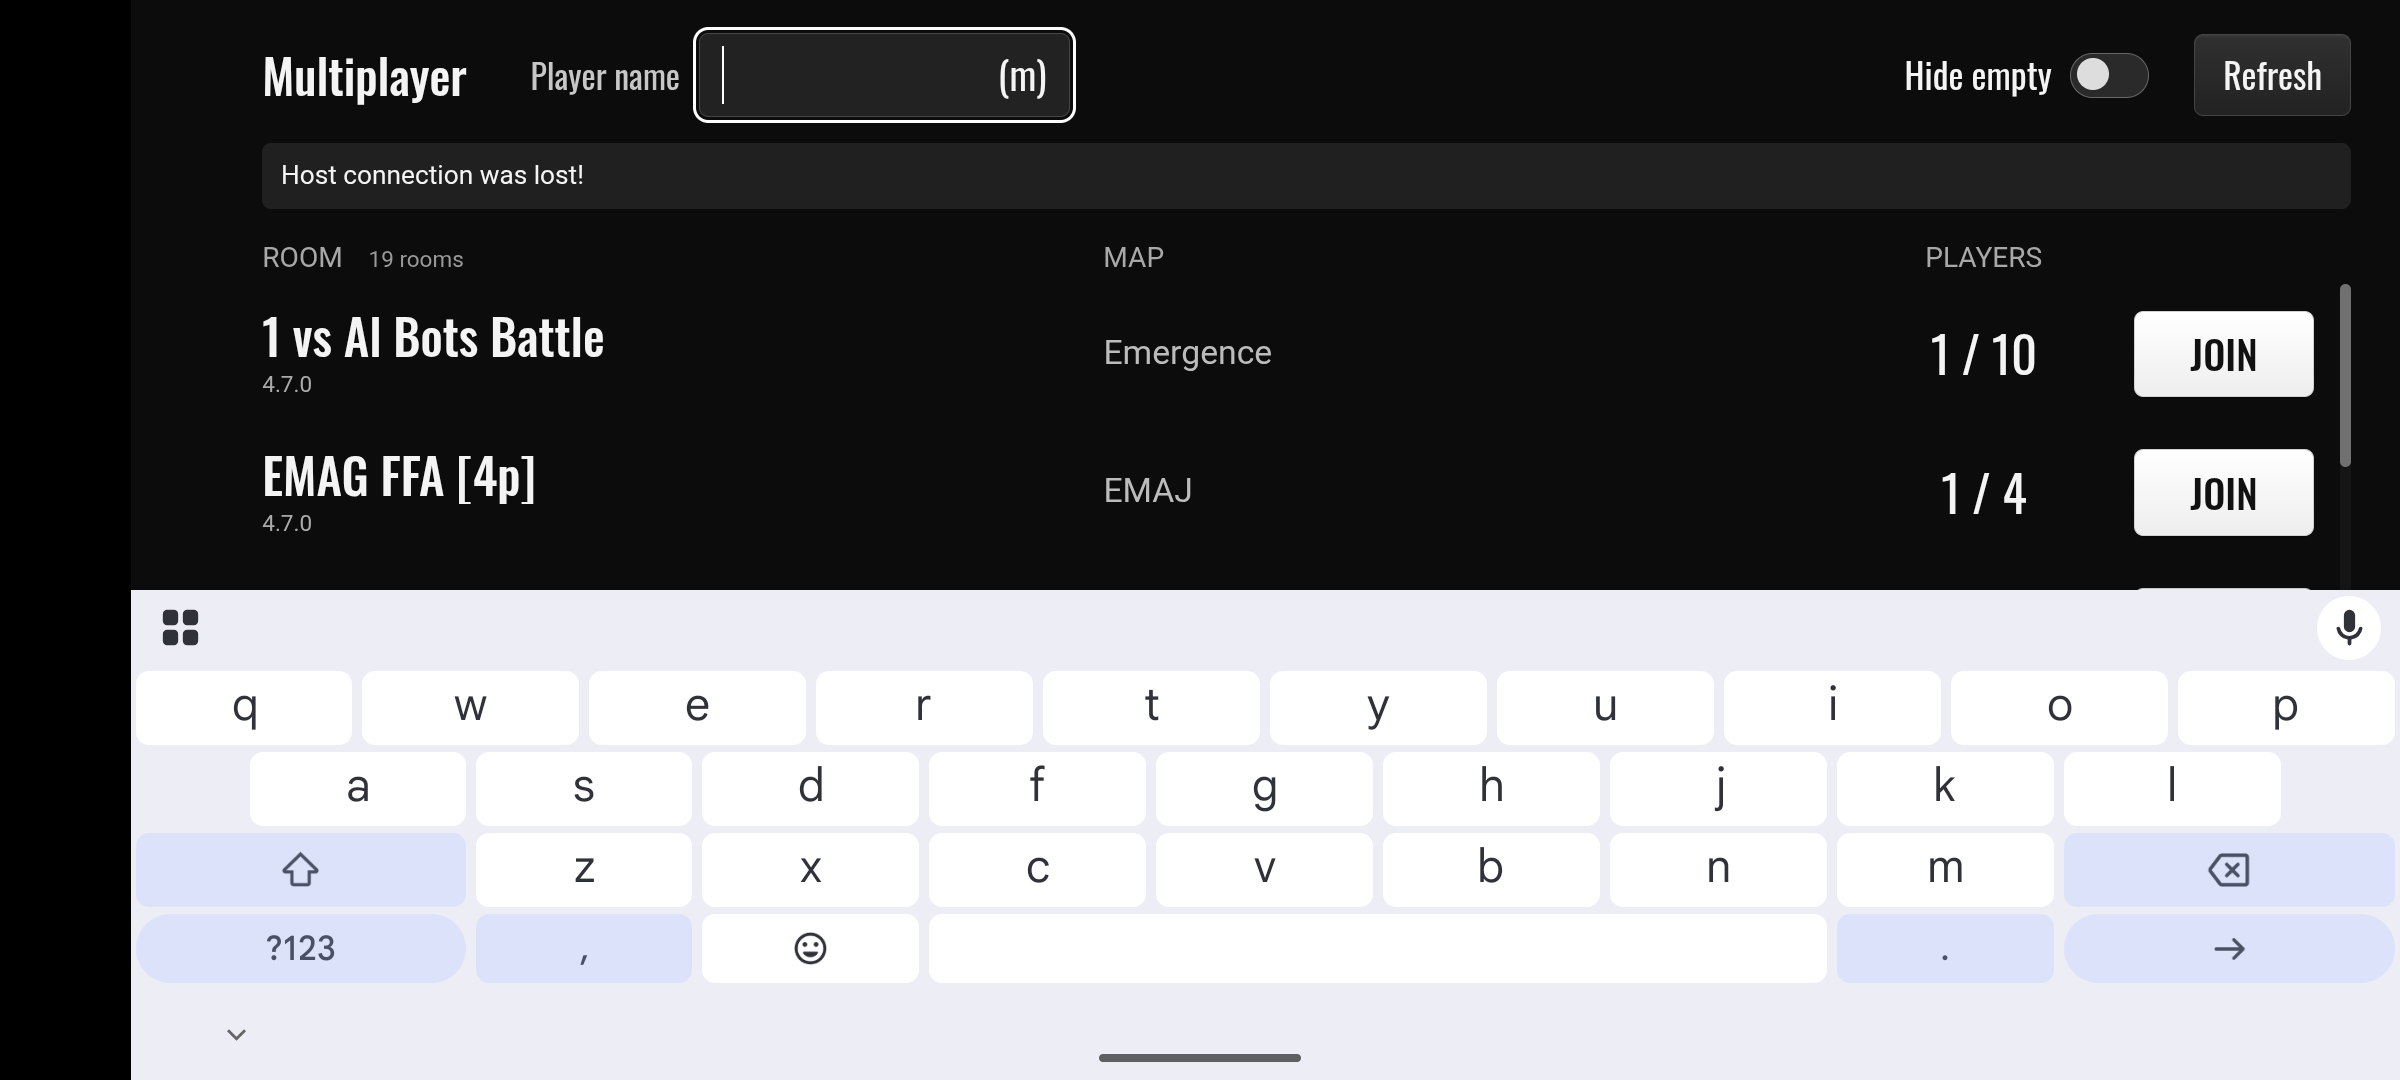 Multiplayer Player name (m) Hide empty Refresh
Host connection was lost!
ROOM 19 rooms MAP PLAYERS
1 vs AI Bots Battle Emergence 1 / 10 JOIN
4.7.0
EMAG FFA [4p] EMAJ 1 / 4 JOIN
4.7.0
q w e r t y u i o p
a s d f g h j k l
z x c v b n m
?123 , .